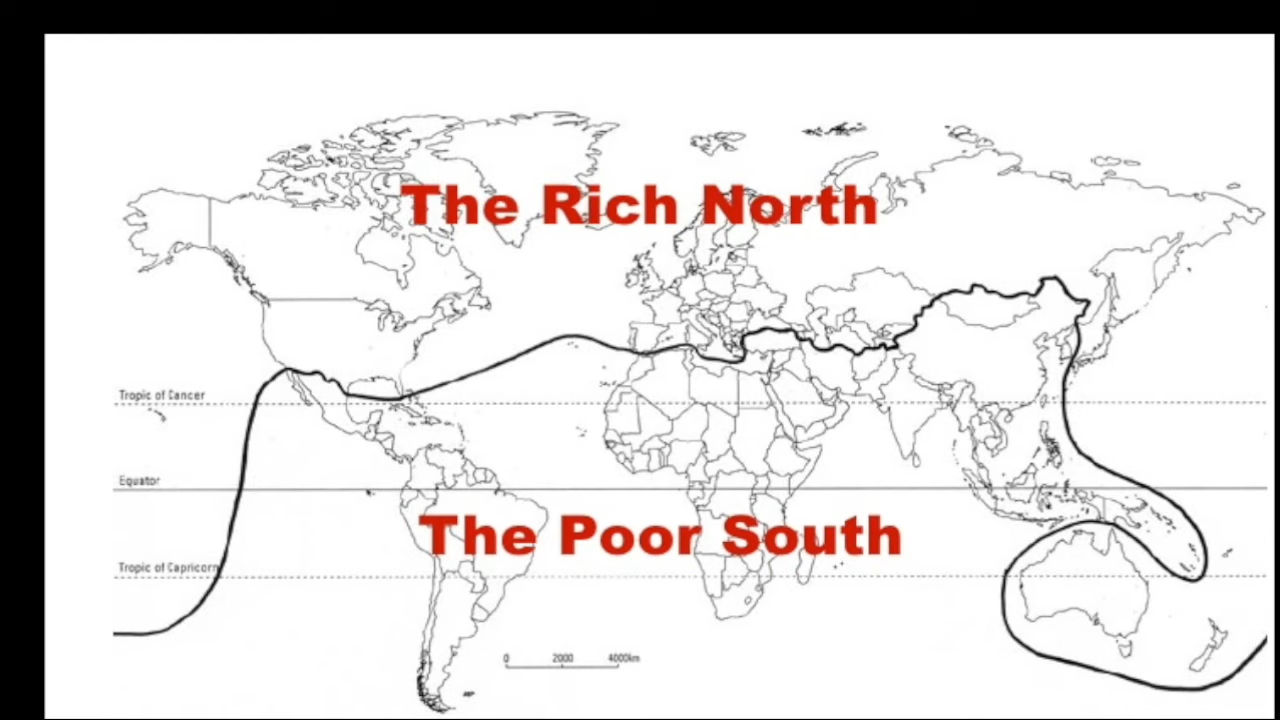 The Rich North
Tropic of Cancer
Equator
The Poor South
Tropic of Capricorn
0 2000 4000km